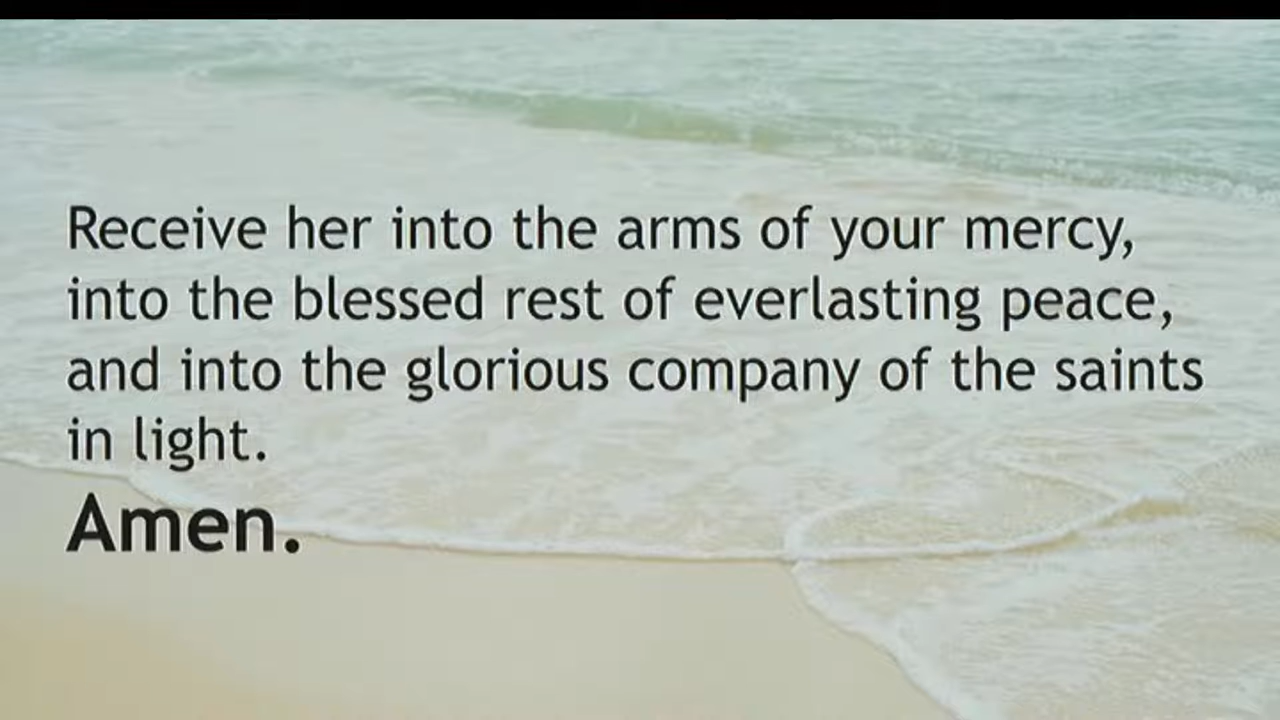 Receive her into the arms of your mercy,
into the blessed rest of everlasting peace,
and into the glorious company of the saints
in light.
Amen.